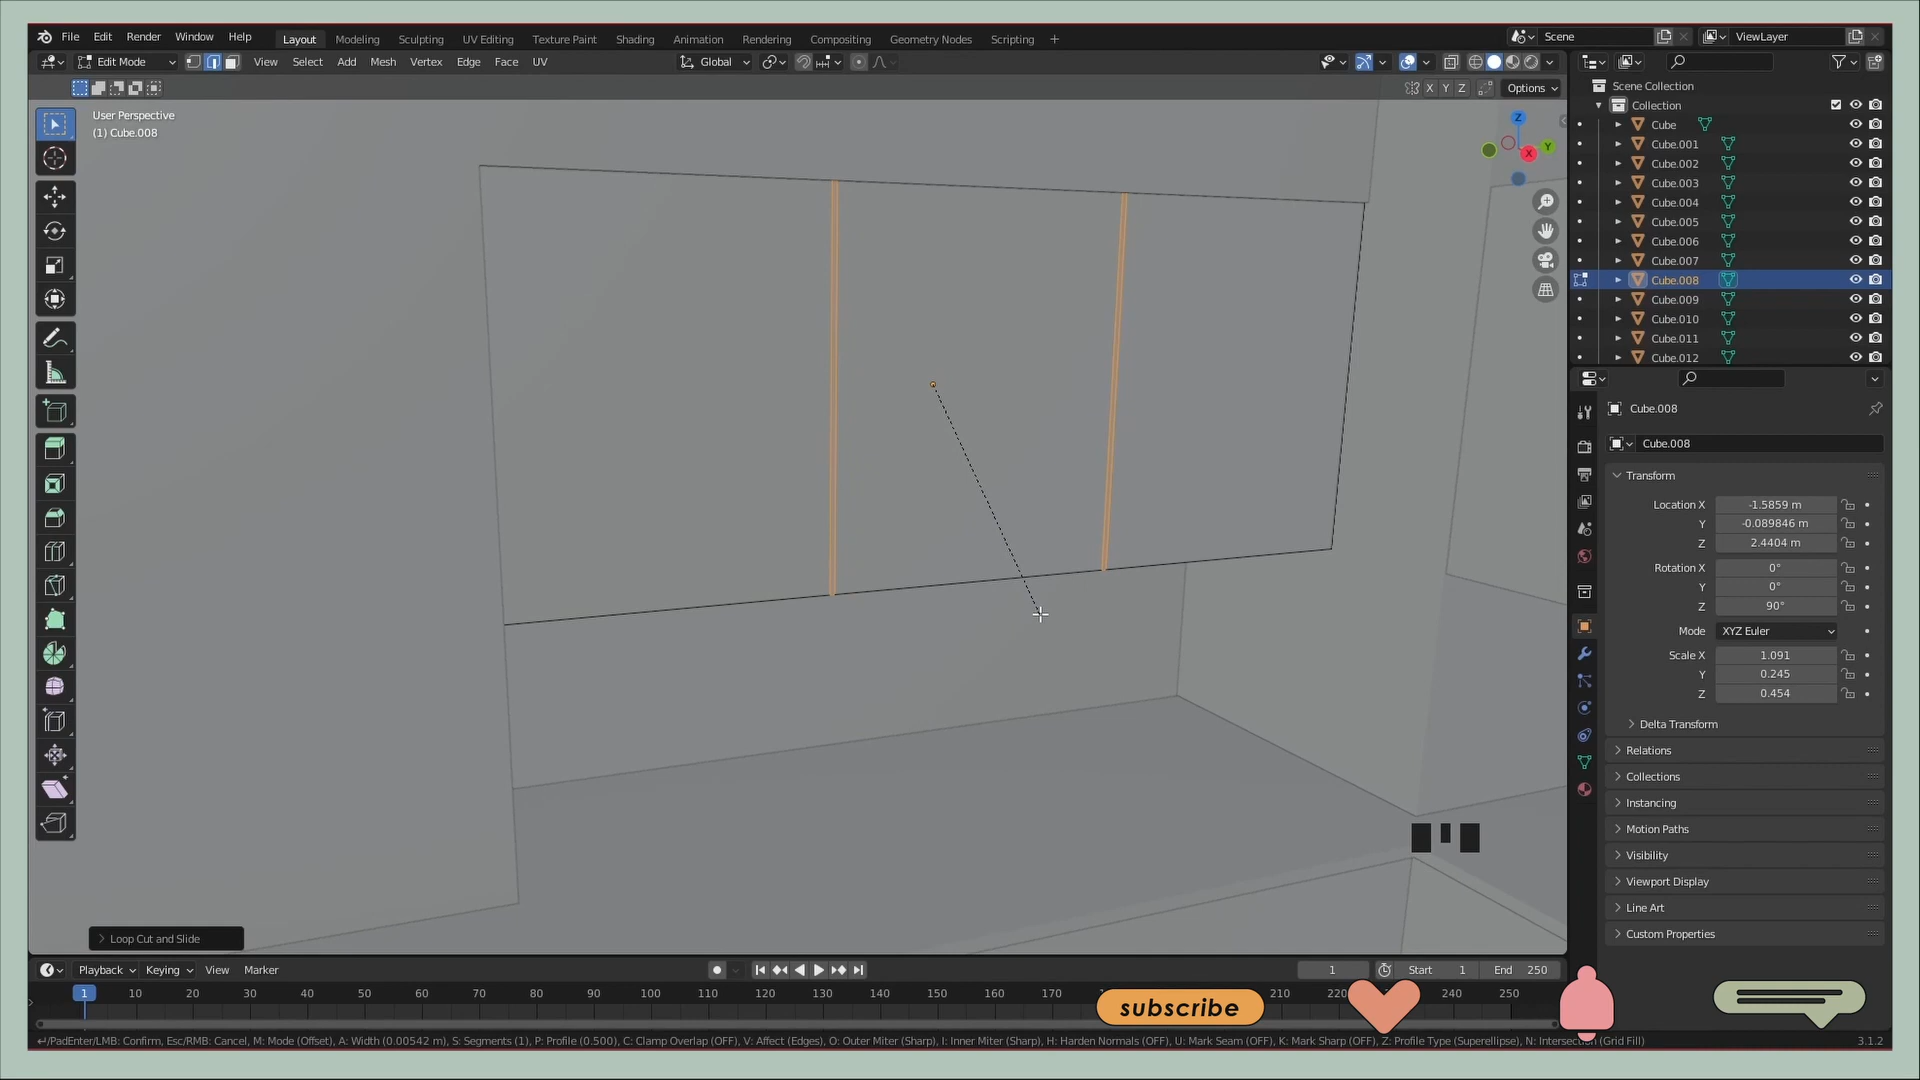 File Edit Render Window Help
Layout Modeling Sculpting UV Editing Texture Paint Shading Animation Rendering Compositing Geometry Nodes Scripting +
Scene
ViewLayer
Edit Mode View Select Add Mesh Vertex Edge Face UV
Global
X Y Z Options
User Perspective
(1) Cube.008
Z
Y
X
Scene Collection
Collection
Cube
Cube.001
Cube.002
Cube.003
Cube.004
Cube.005
Cube.006
Cube.007
Cube.008
Cube.009
Cube.010
Cube.011
Cube.012
Cube.008
Cube.008
Transform
Location X -1.5859 m
Y -0.089846 m
Z 2.4404 m
Rotation X 0°
Y 0°
Z 90°
Mode XYZ Euler
Scale X 1.091
Y 0.245
Z 0.454
Delta Transform
Relations
Collections
Instancing
Motion Paths
Visibility
Viewport Display
Line Art
Custom Properties
Loop Cut and Slide
Playback Keying View Marker
1 Start 1 End 250
1 10 20 30 40 50 60 70 80 90 100 110 120 130 140 150 160 170 210 220 240 250
subscribe
/PadEnter/LMB: Confirm, Esc/RMB: Cancel, M: Mode (Offset), A: Width (0.00542 m), S: Segments (1), P: Profile (0.500), C: Clamp Overlap (OFF), V: Affect (Edges), O: Outer Miter (Sharp), I: Inner Miter (Sharp), H: Harden Normals (OFF), U: Mark Seam (OFF), K: Mark Sharp (OFF), Z: Profile Type (Superellipse), N: Intersection (Grid Fill)
3.1.2